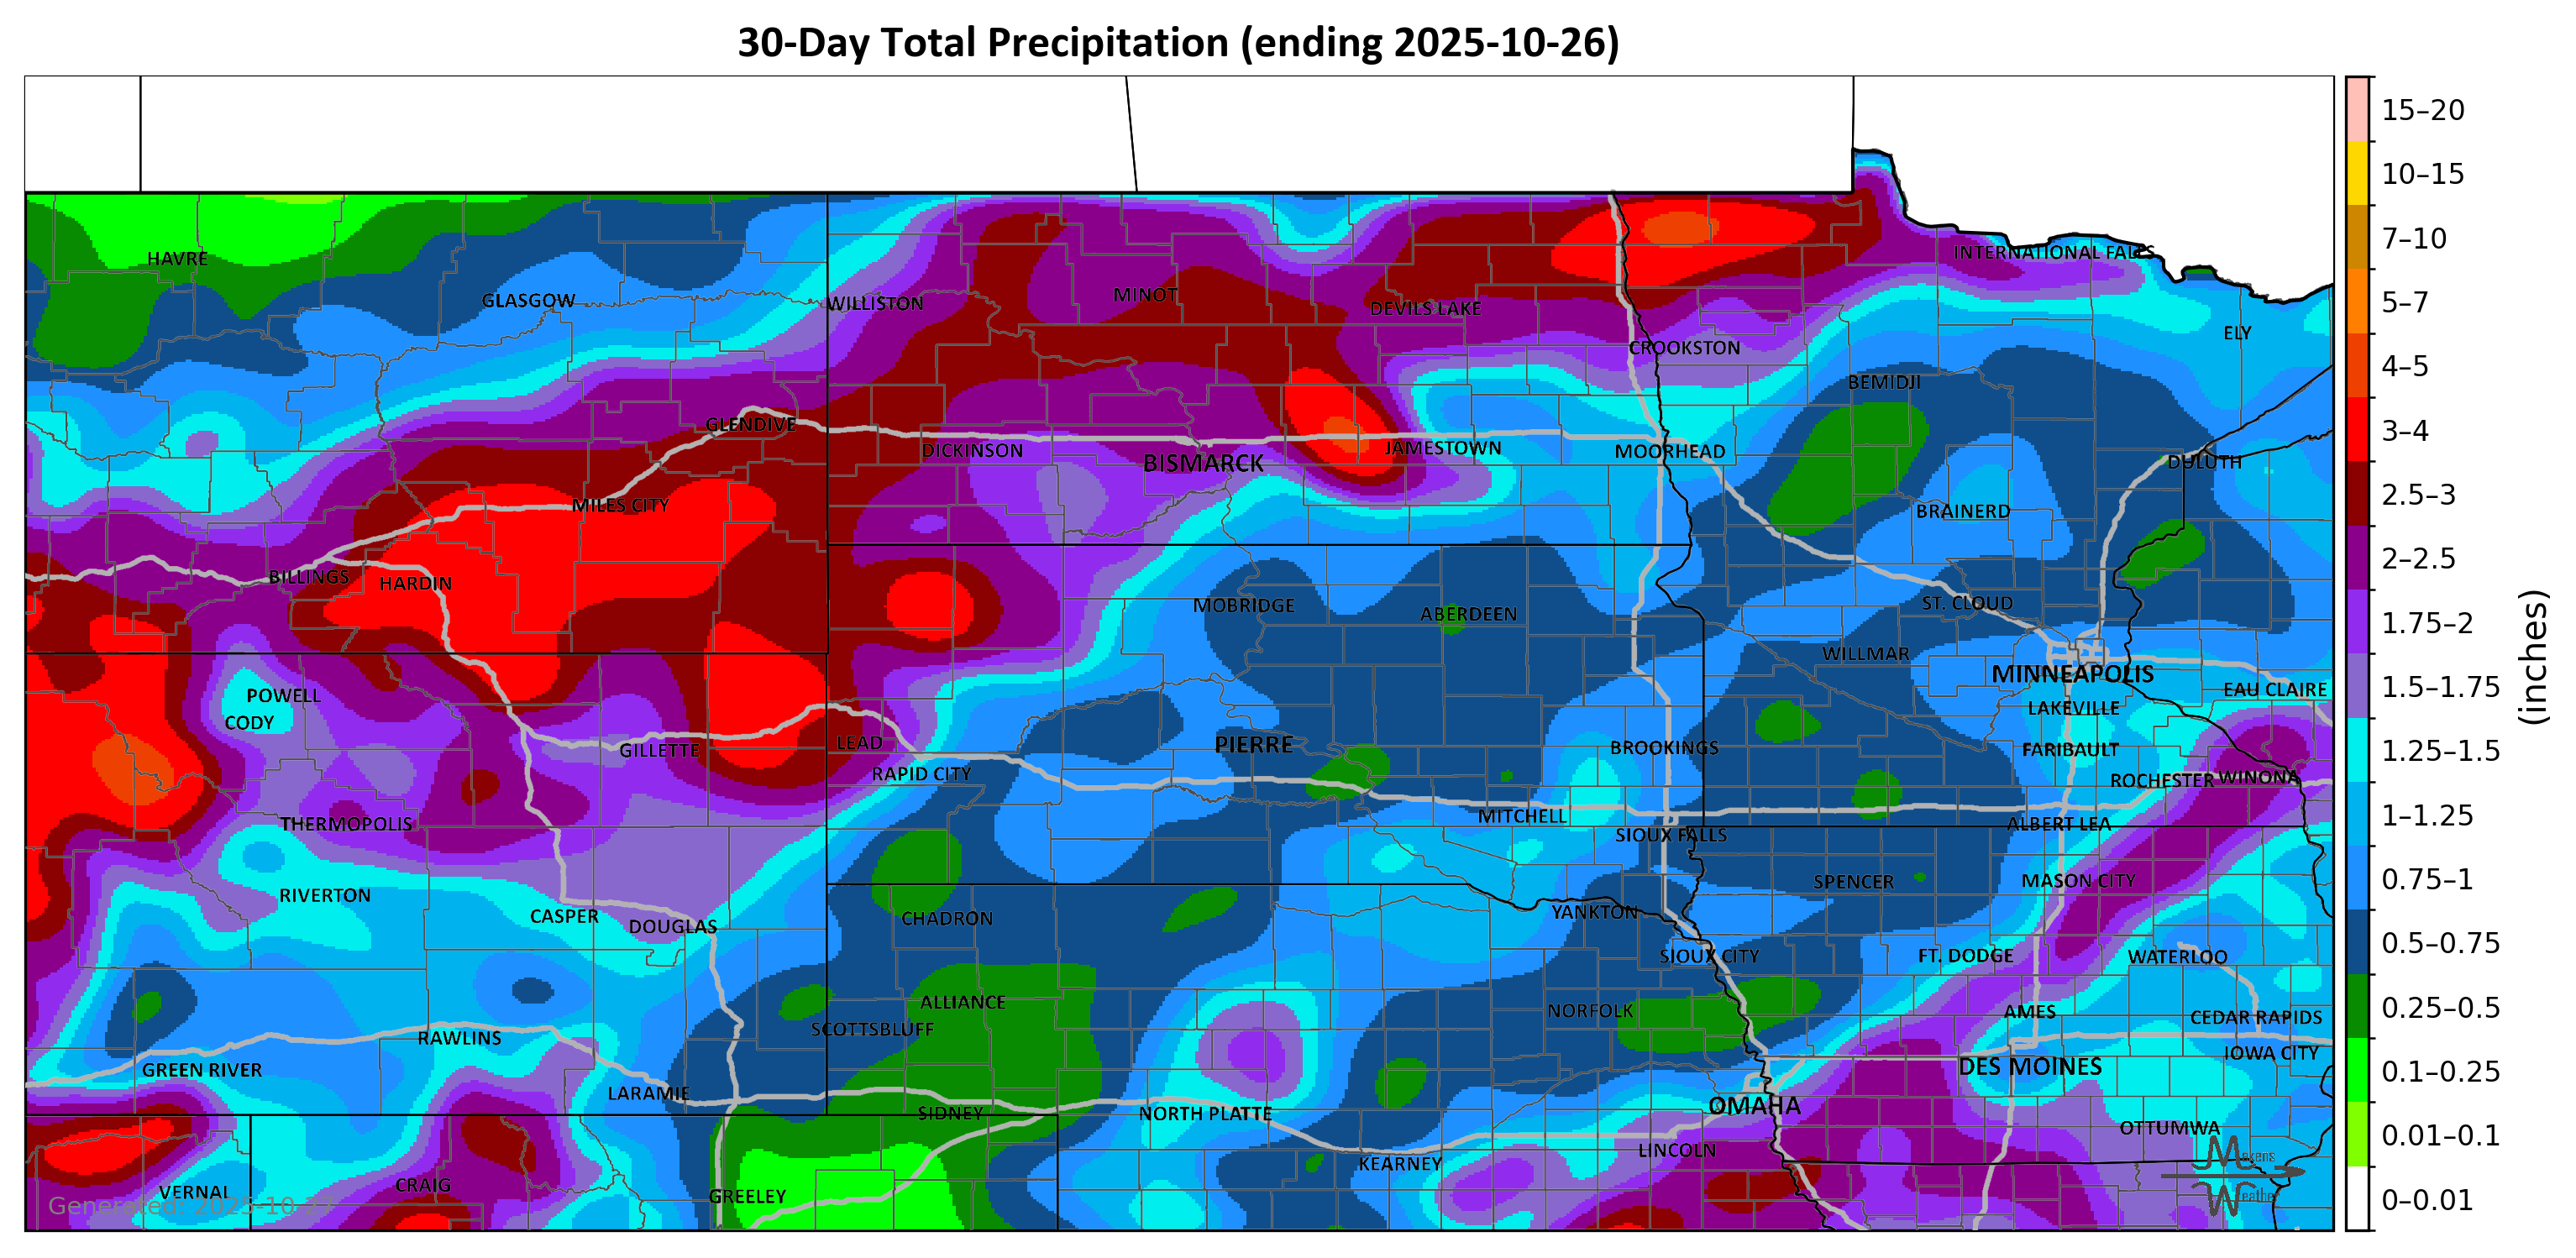 30-Day Total Precipitation (ending 2025-10-26)
15–20
10–15
7–10
5–7
4–5
3–4
2.5–3
2–2.5
1.75–2
1.5–1.75
1.25–1.5
1–1.25
0.75–1
0.5–0.75
0.25–0.5
0.1–0.25
0.01–0.1
0–0.01
(inches)
HAVRE
INTERNATIONAL FALLS
GLASGOW
WILLISTON
MINOT
DEVILS LAKE
ELY
CROOKSTON
BEMIDJI
GLENDIVE
DICKINSON
BISMARCK
JAMESTOWN
MOORHEAD
DULUTH
MILES CITY
BRAINERD
BILLINGS
HARDIN
MOBRIDGE
ABERDEEN
ST. CLOUD
WILLMAR
MINNEAPOLIS
POWELL
EAU CLAIRE
CODY
LAKEVILLE
GILLETTE
LEAD
PIERRE
BROOKINGS
FARIBAULT
RAPID CITY
ROCHESTER
WINONA
THERMOPOLIS
MITCHELL
ALBERT LEA
SIOUX FALLS
RIVERTON
SPENCER
MASON CITY
CASPER
DOUGLAS
CHADRON
YANKTON
SIOUX CITY
FT. DODGE
WATERLOO
ALLIANCE
NORFOLK
AMES
SCOTTSBLUFF
CEDAR RAPIDS
RAWLINS
IOWA CITY
GREEN RIVER
DES MOINES
LARAMIE
OMAHA
SIDNEY
NORTH PLATTE
OTTUMWA
LINCOLN
KEARNEY
VERNAL
CRAIG
GREELEY
Makens
Weather
Generated: 2025-10-27